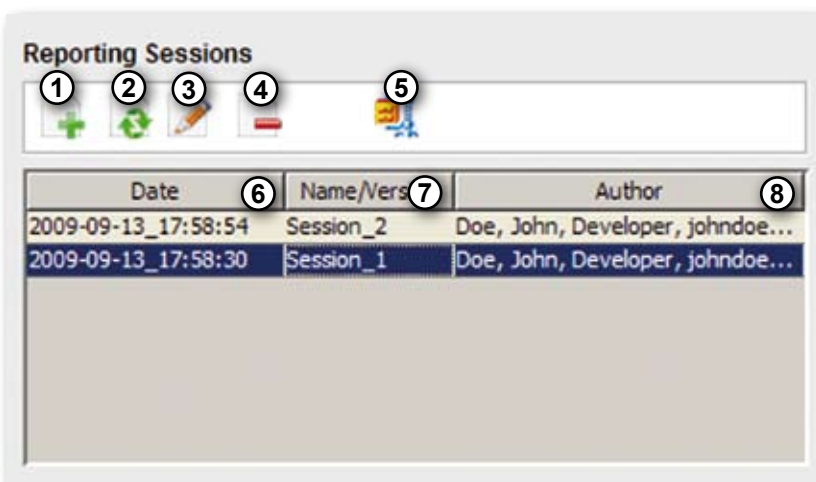 Reporting Sessions
1 2 3 4 5
Date 6 Name/Vers 7 Author 8
2009-09-13_17:58:54 Session_2 Doe, John, Developer, johndoe...
2009-09-13_17:58:30 Session_1 Doe, John, Developer, johndoe...